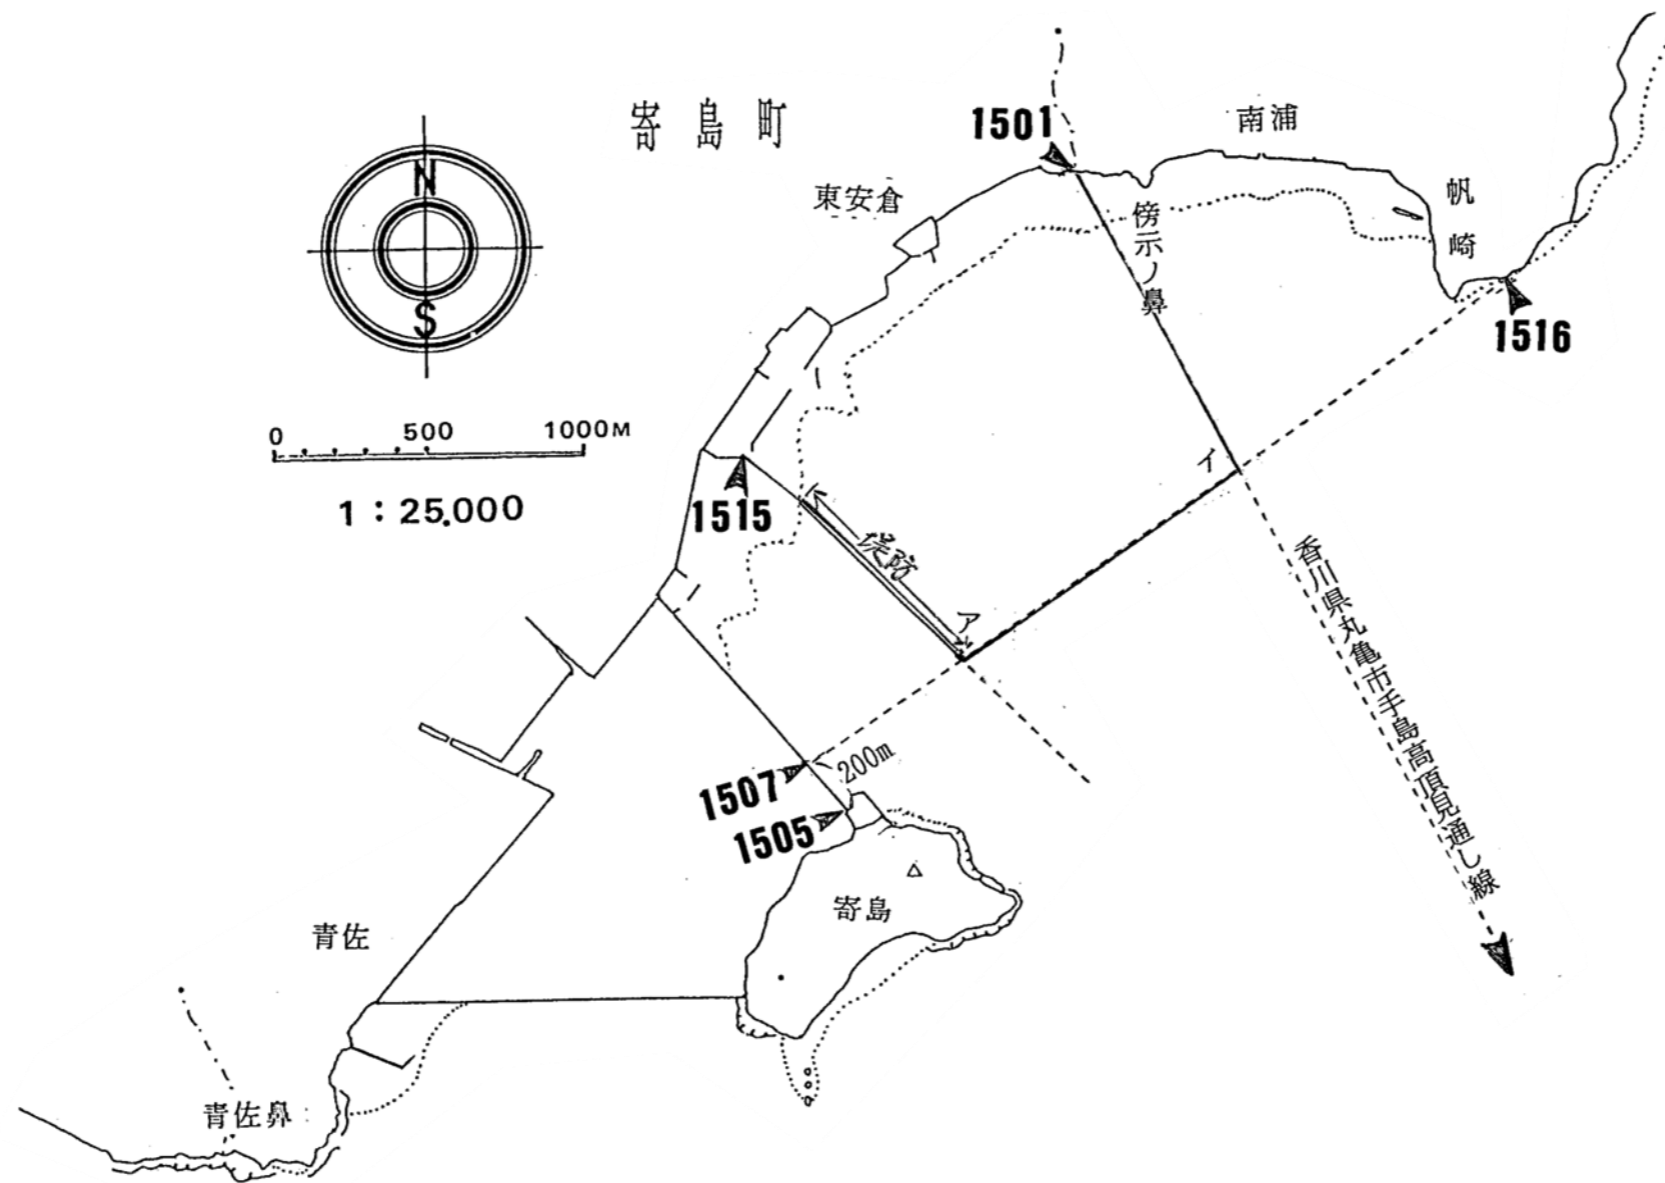 寄島町
1501
南浦
N
S
東安倉
帆崎
傍示ノ鼻
1516
0 500 1000M
1:25.000
1515
イ
堤防
ア
香川県丸亀市手島高頂見通し線
200m
1507
1505
寄島
青佐
青佐鼻